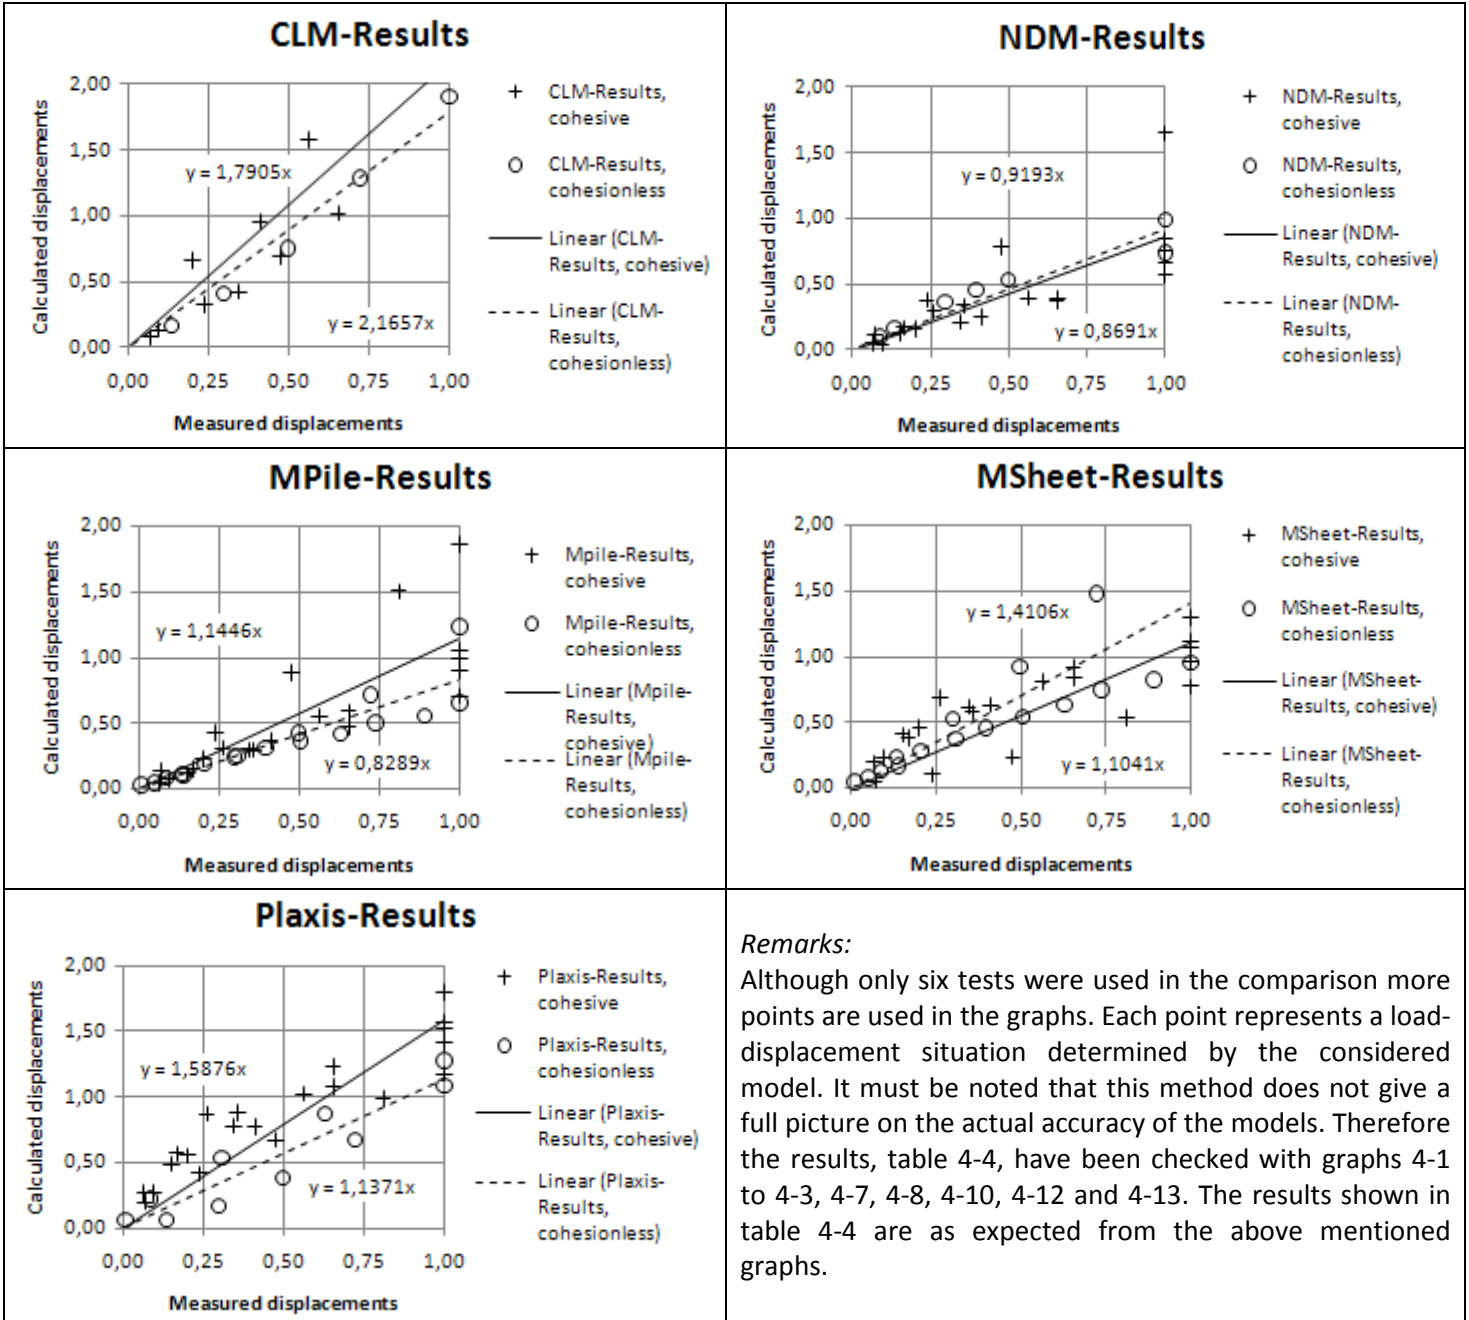 CLM-Results
2,00
1,50
1,00
0,50
0,00
Calculated displacements
y = 1,7905x
y = 2,1657x
0,00 0,25 0,50 0,75 1,00
Measured displacements
CLM-Results,
cohesive
CLM-Results,
cohesionless
Linear (CLM-
Results, cohesive)
Linear (CLM-
Results,
cohesionless)
NDM-Results
2,00
1,50
1,00
0,50
0,00
Calculated displacements
y = 0,9193x
y = 0,8691x
0,00 0,25 0,50 0,75 1,00
Measured displacements
NDM-Results,
cohesive
NDM-Results,
cohesionless
Linear (NDM-
Results, cohesive)
Linear (NDM-
Results,
cohesionless)
MPile-Results
2,00
1,50
1,00
0,50
0,00
Calculated displacements
y = 1,1446x
y = 0,8289x
0,00 0,25 0,50 0,75 1,00
Measured displacements
Mpile-Results,
cohesive
Mpile-Results,
cohesionless
Linear (Mpile-
Results,
cohesive)
Linear (Mpile-
Results,
cohesionless)
MSheet-Results
2,00
1,50
1,00
0,50
0,00
Calculated displacements
y = 1,4106x
y = 1,1041x
0,00 0,25 0,50 0,75 1,00
Measured displacements
MSheet-Results,
cohesive
MSheet-Results,
cohesionless
Linear (MSheet-
Results, cohesive)
Linear (MSheet-
Results,
cohesionless)
Plaxis-Results
2,00
1,50
1,00
0,50
0,00
Calculated displacements
y = 1,5876x
y = 1,1371x
0,00 0,25 0,50 0,75 1,00
Measured displacements
Plaxis-Results,
cohesive
Plaxis-Results,
cohesionless
Linear (Plaxis-
Results, cohesive)
Linear (Plaxis-
Results,
cohesionless)
Remarks:
Although only six tests were used in the comparison more
points are used in the graphs. Each point represents a load-
displacement situation determined by the considered
model. It must be noted that this method does not give a
full picture on the actual accuracy of the models. Therefore
the results, table 4-4, have been checked with graphs 4-1
to 4-3, 4-7, 4-8, 4-10, 4-12 and 4-13. The results shown in
table 4-4 are as expected from the above mentioned
graphs.